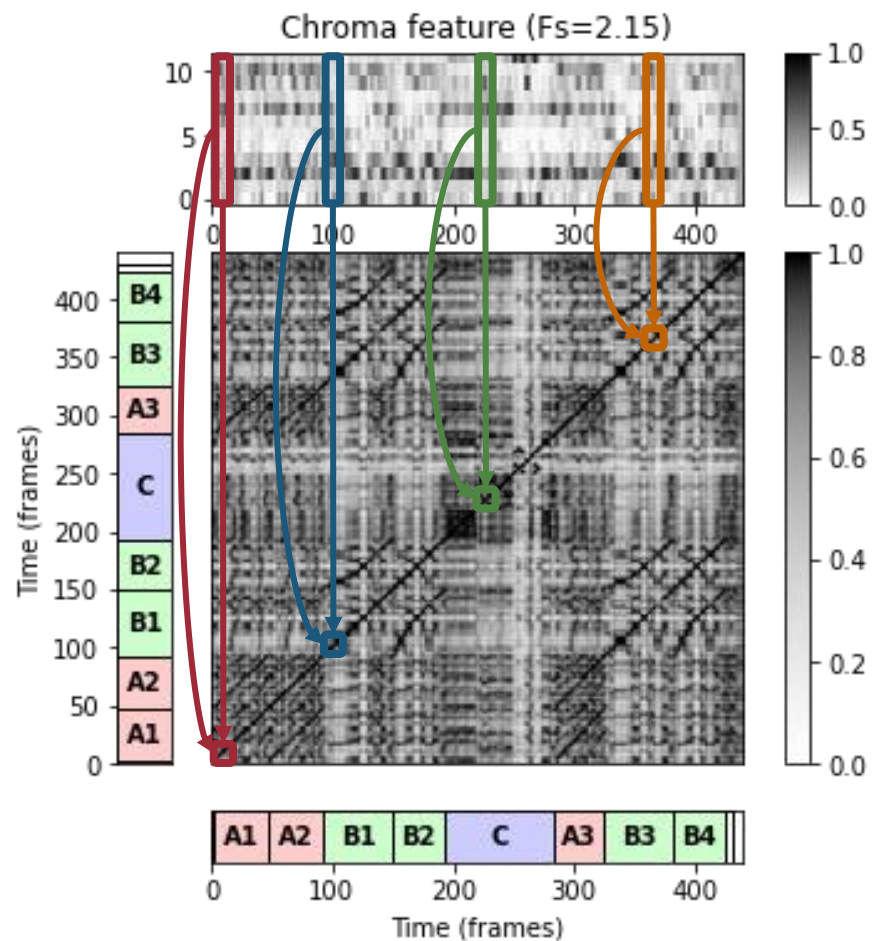 Chroma feature (Fs=2.15)
10
5
0
0 100 200 300 400
1.0
0.5
0.0
Time (frames)
400
350
300
250
200
150
100
50
0
B4
B3
A3
C
B2
B1
A2
A1
1.0
0.8
0.6
0.4
0.2
0.0
A1 A2 B1 B2 C A3 B3 B4
0 100 200 300 400
Time (frames)